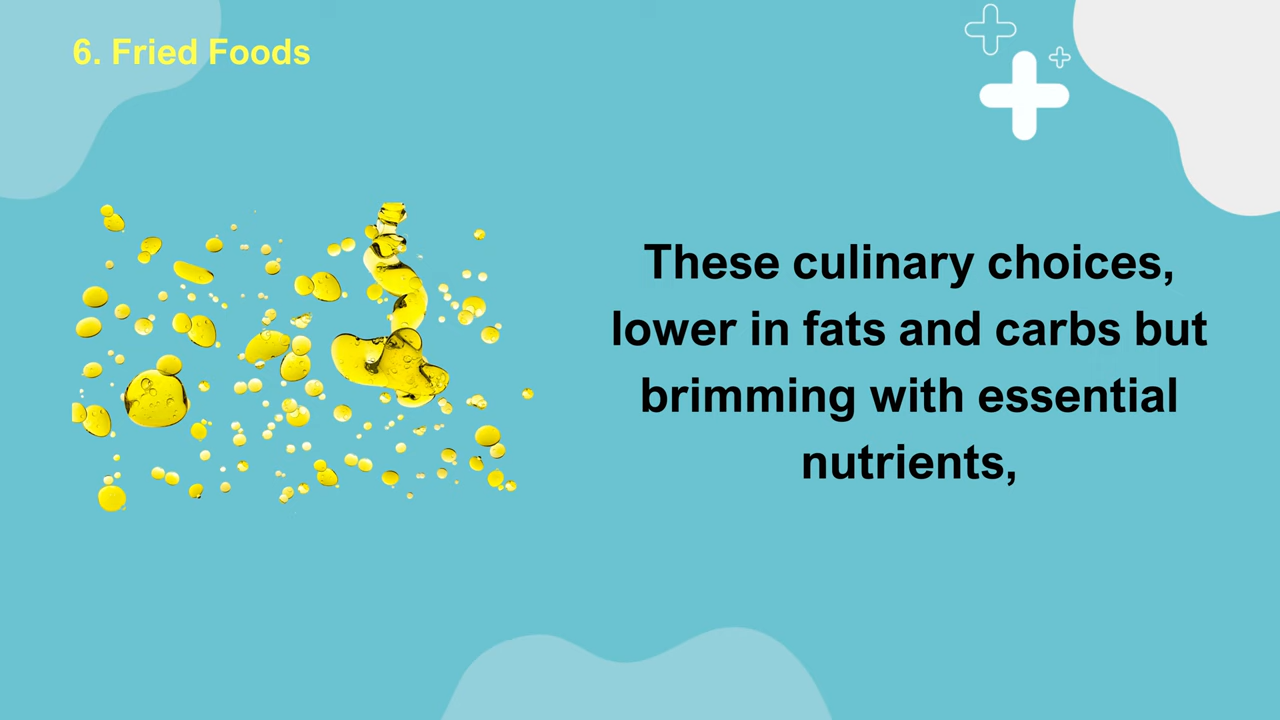 6. Fried Foods
These culinary choices,
lower in fats and carbs but
brimming with essential
nutrients,